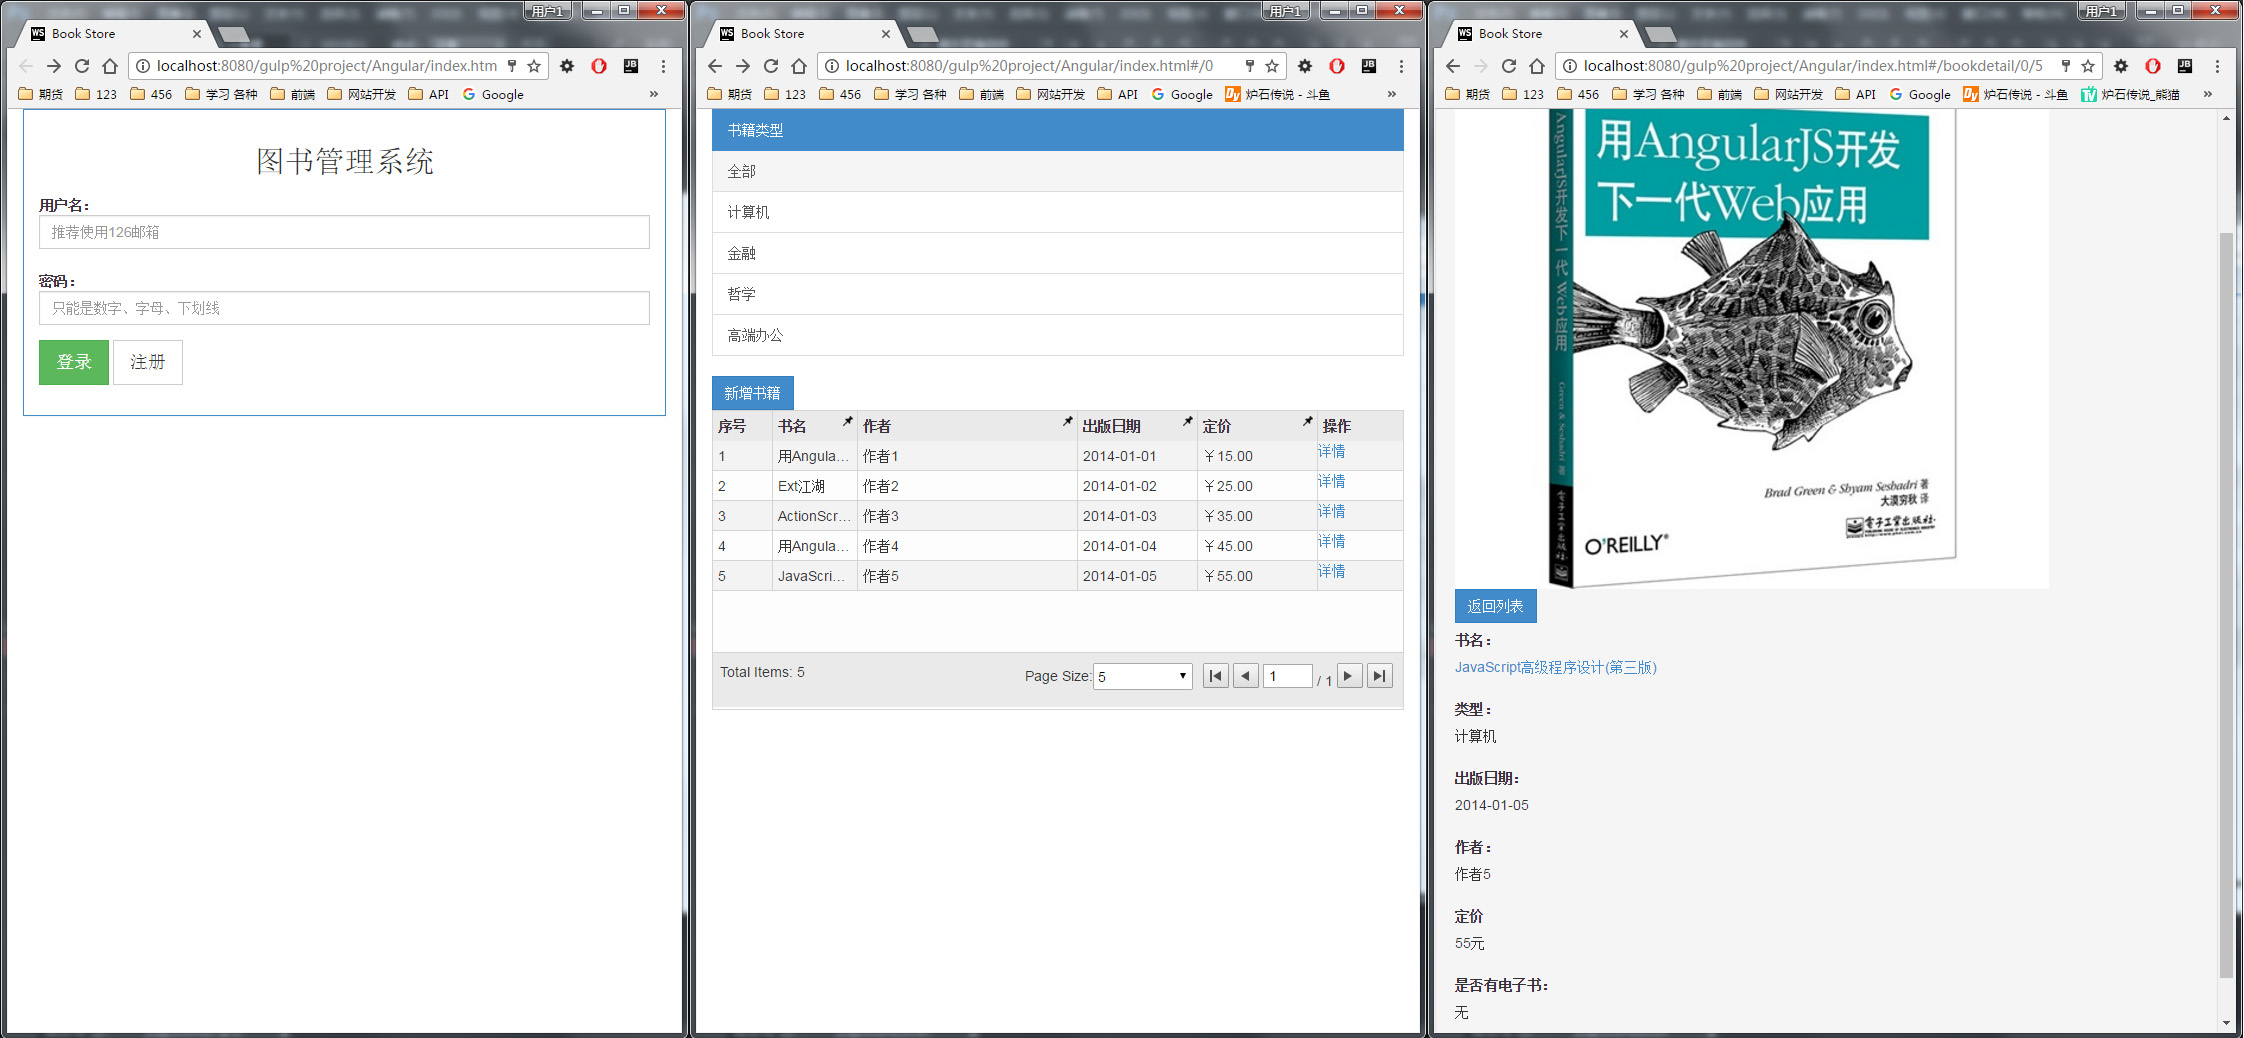 用户1
Book Store
localhost:8080/gulp%20project/Angular/index.htm
期货 123 456 学习 各种 前端 网站开发 API Google »
图书管理系统
用户名：
推荐使用126邮箱
密码：
只能是数字、字母、下划线
登录 注册
用户1
Book Store
localhost:8080/gulp%20project/Angular/index.html#/0
期货 123 456 学习 各种 前端 网站开发 API Google 炉石传说 - 斗鱼 »
书籍类型
全部
计算机
金融
哲学
高端办公
新增书籍
序号 书名 作者 出版日期 定价 操作
1 用Angula... 作者1 2014-01-01 ￥15.00 详情
2 Ext江湖 作者2 2014-01-02 ￥25.00 详情
3 ActionScr... 作者3 2014-01-03 ￥35.00 详情
4 用Angula... 作者4 2014-01-04 ￥45.00 详情
5 JavaScri... 作者5 2014-01-05 ￥55.00 详情
Total Items: 5 Page Size: 5 1 / 1
用户1
Book Store
localhost:8080/gulp%20project/Angular/index.html#/bookdetail/0/5
期货 123 456 学习 各种 前端 网站开发 API Google 炉石传说 - 斗鱼 炉石传说_熊猫 »
用AngularJS开发
下一代Web应用
AngularJS开发下一代Web应用
Green & Seshadri 著
Brad Green & Shyam Seshadri 著
大漠穷秋 译
O'REILLY®
电子工业出版社
返回列表
书名：
JavaScript高级程序设计(第三版)
类型：
计算机
出版日期：
2014-01-05
作者：
作者5
定价
55元
是否有电子书：
无